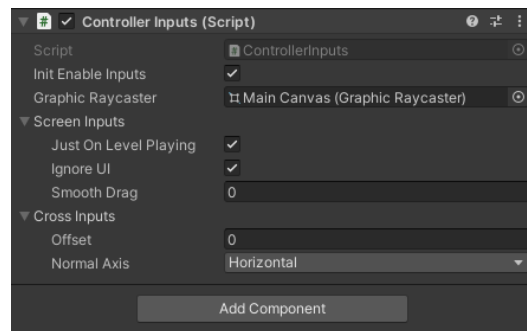 Controller Inputs (Script)
Script ControllerInputs
Init Enable Inputs
Graphic Raycaster Main Canvas (Graphic Raycaster)
Screen Inputs
Just On Level Playing
Ignore UI
Smooth Drag 0
Cross Inputs
Offset 0
Normal Axis Horizontal
Add Component